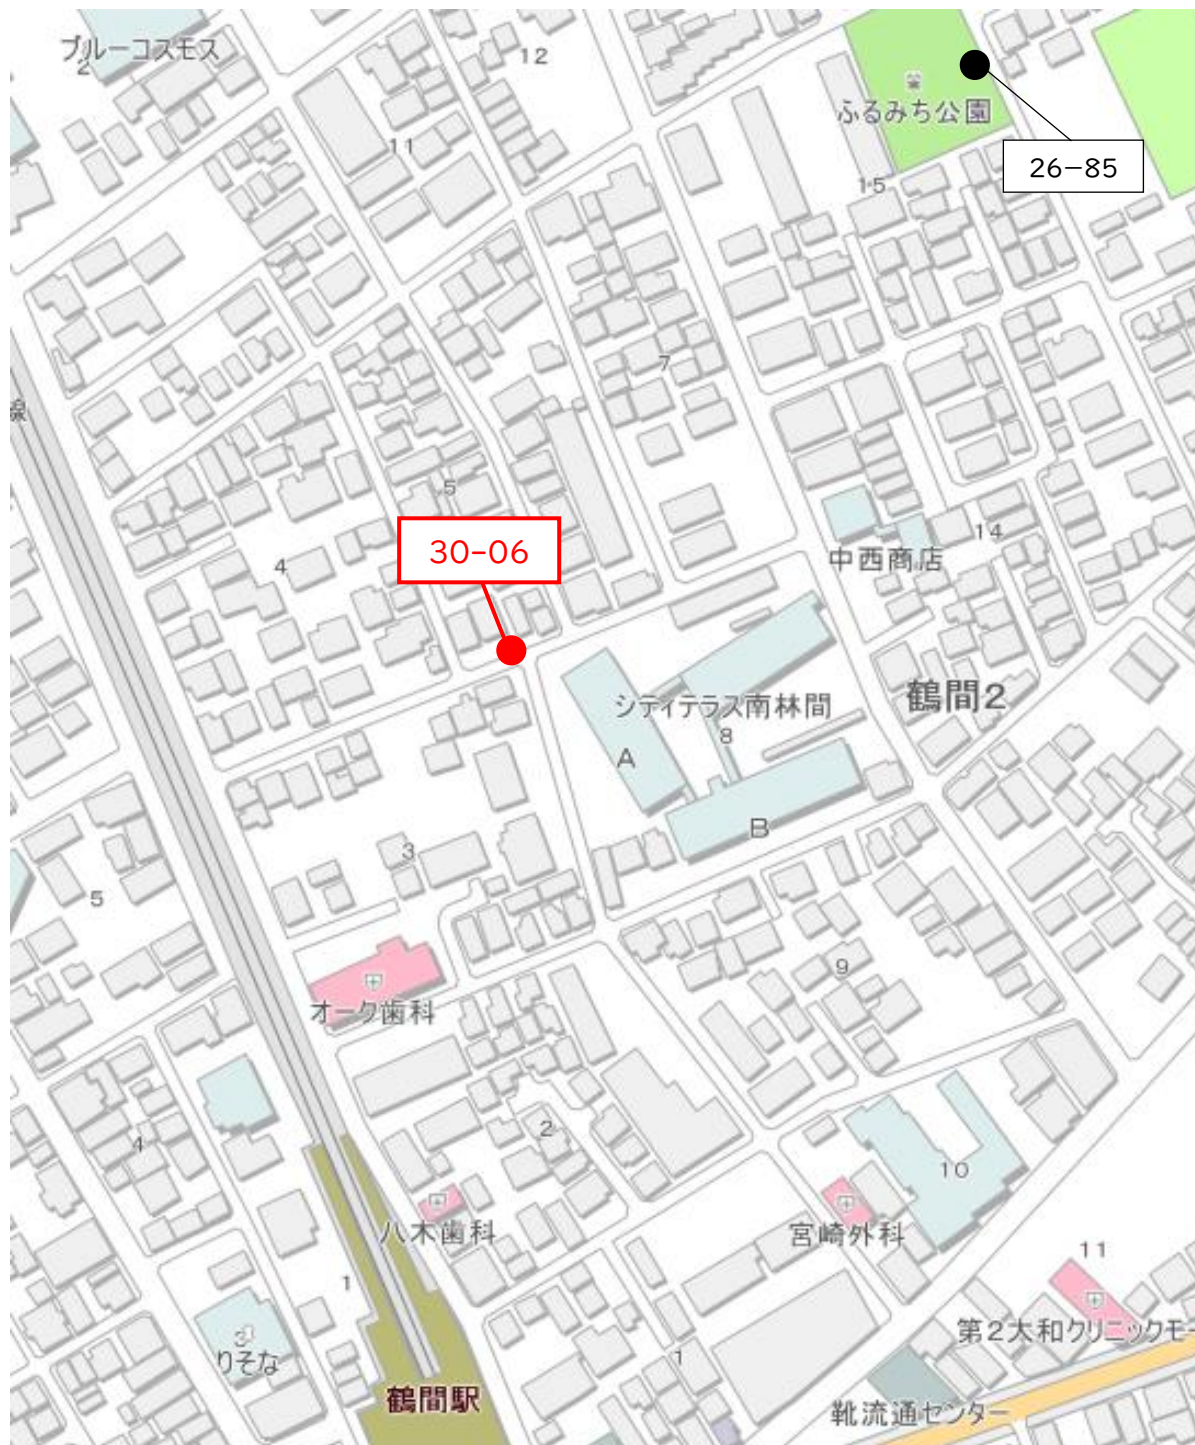 ブルーコスモス
2
12
11
ふるみち公園
15
26-85
7
線
5
14
中西商店
30-06
4
鶴間2
シティテラス南林間
8
A
B
3
5
9
オーク歯科
4
2
10
八木歯科
宮崎外科
11
1
3
りそな
第2大和クリニックモー
1
鶴間駅
靴流通センター